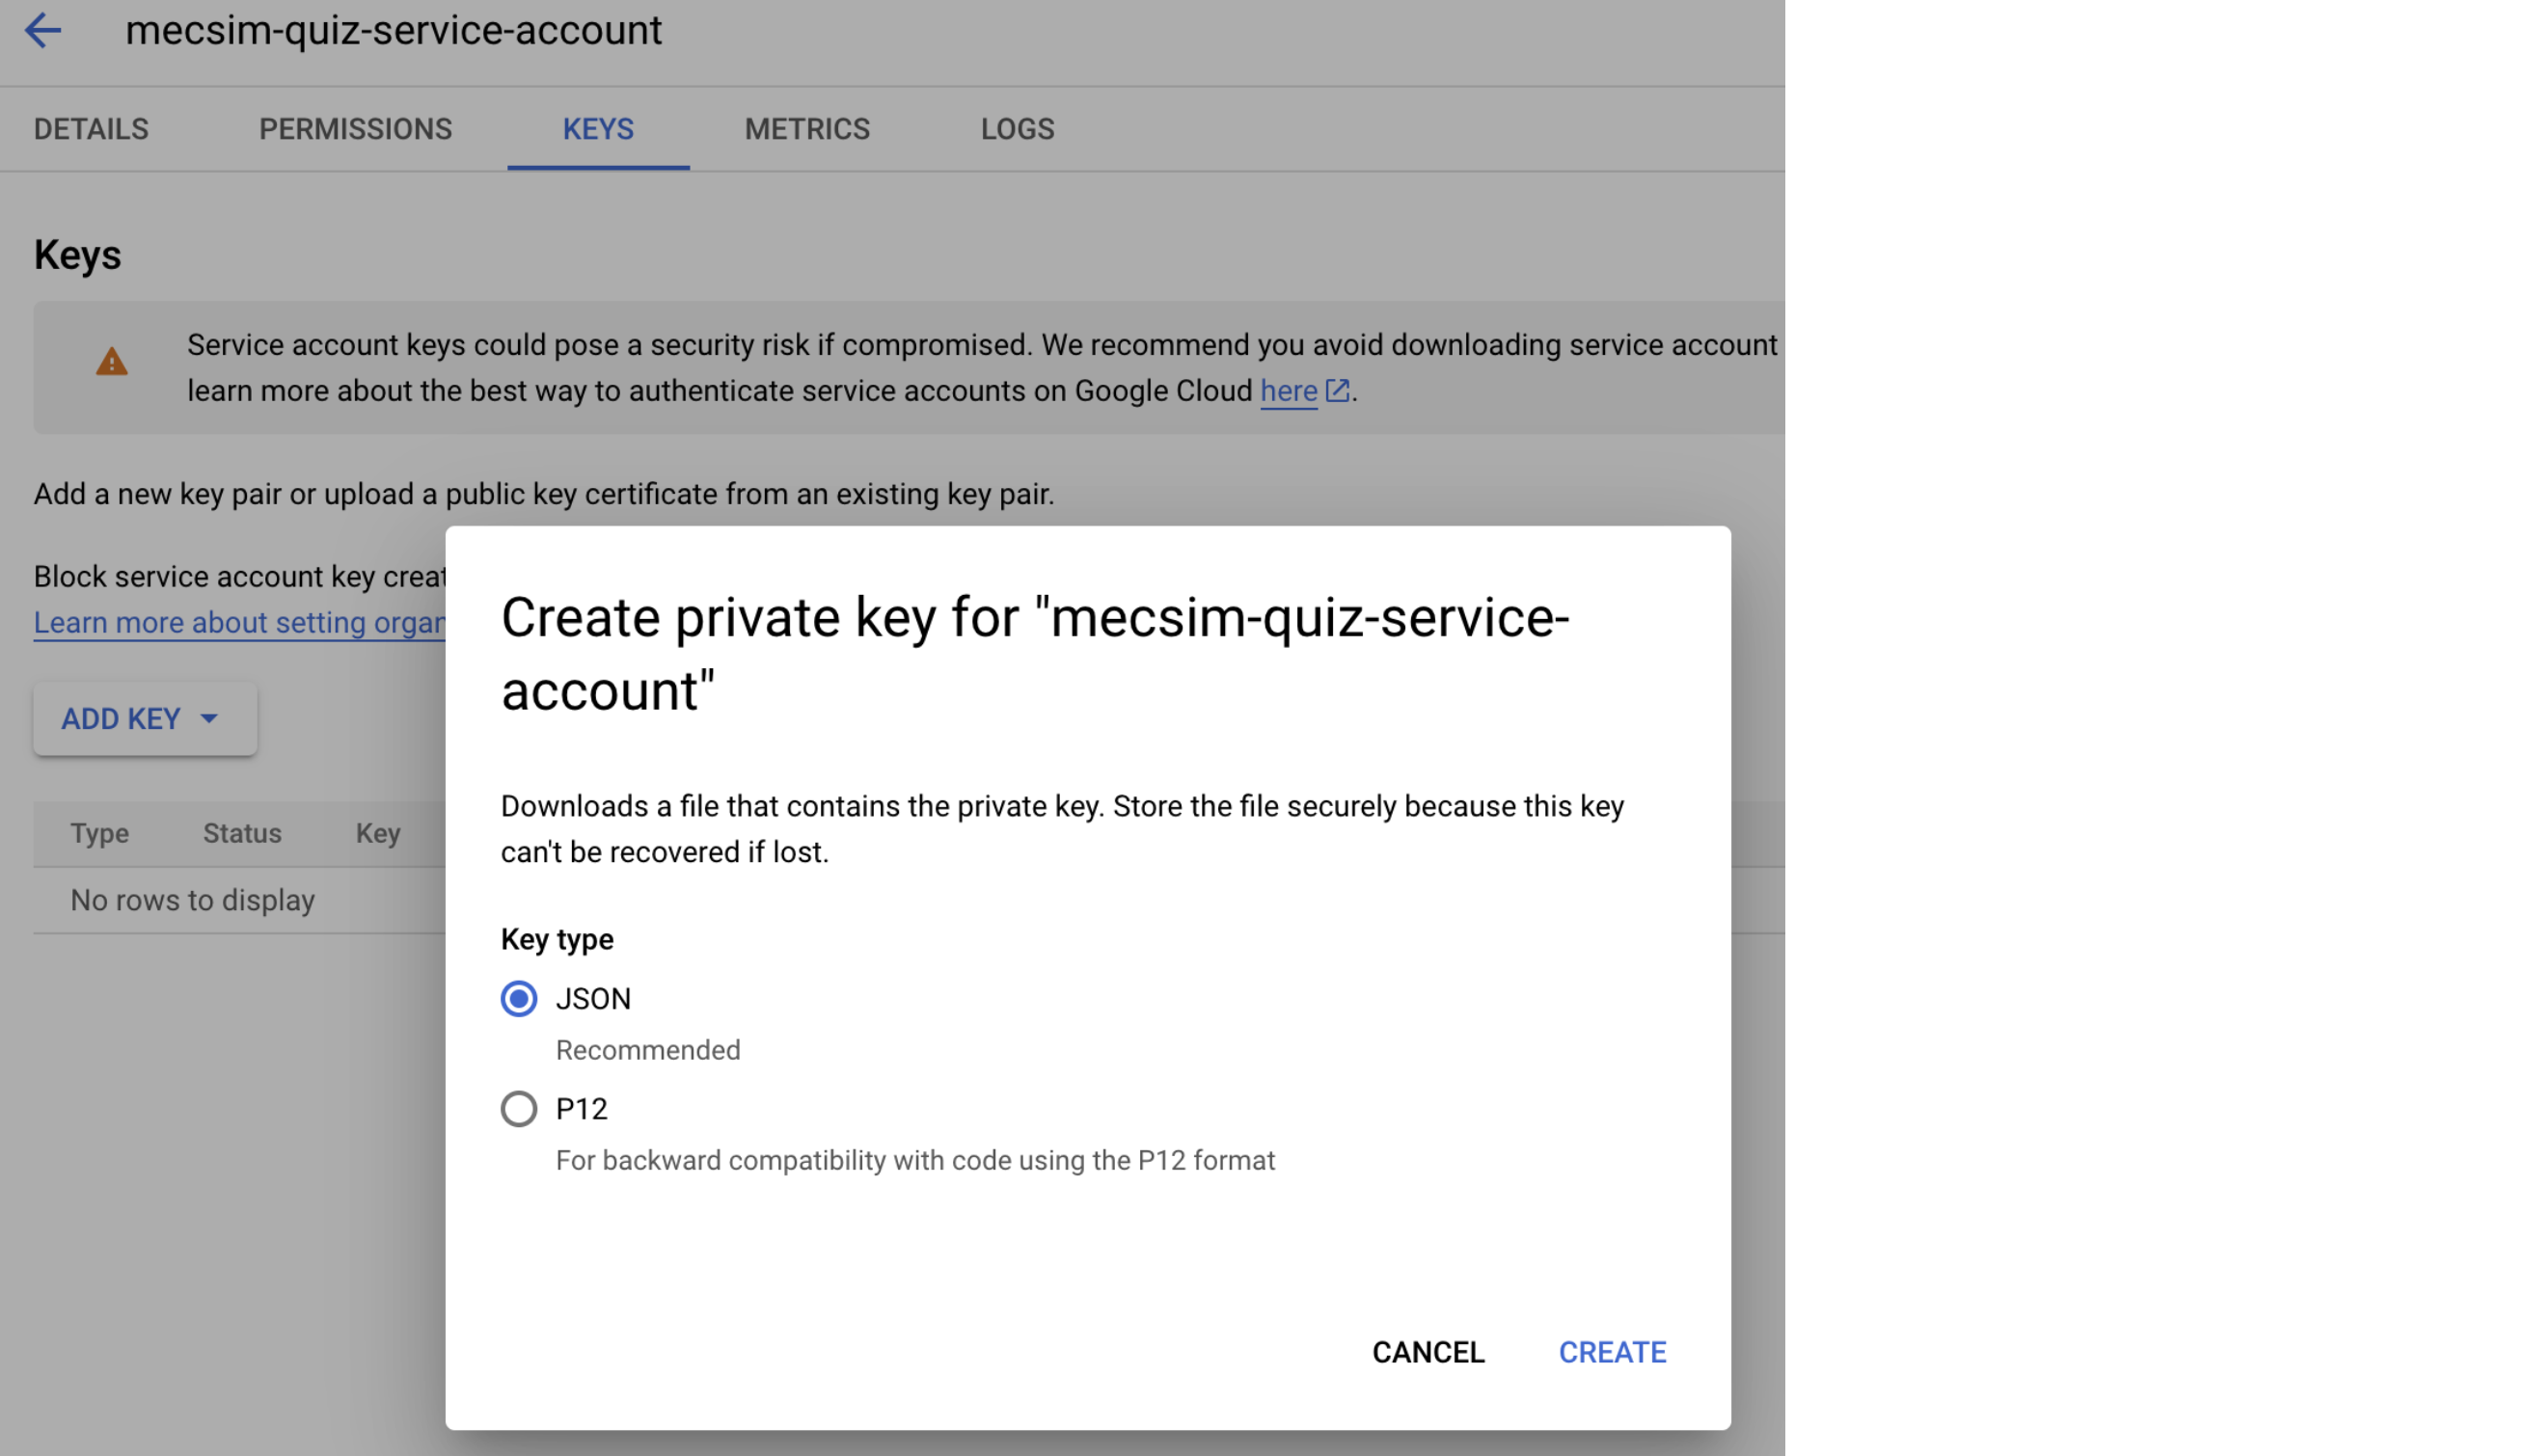 mecsim-quiz-service-account
DETAILS PERMISSIONS KEYS METRICS LOGS
Keys
Service account keys could pose a security risk if compromised. We recommend you avoid downloading service account
learn more about the best way to authenticate service accounts on Google Cloud here.
Add a new key pair or upload a public key certificate from an existing key pair.
Block service account key creat
Learn more about setting organ
ADD KEY
Type Status Key
No rows to display
Create private key for "mecsim-quiz-service-
account"
Downloads a file that contains the private key. Store the file securely because this key
can't be recovered if lost.
Key type
JSON
Recommended
P12
For backward compatibility with code using the P12 format
CANCEL CREATE